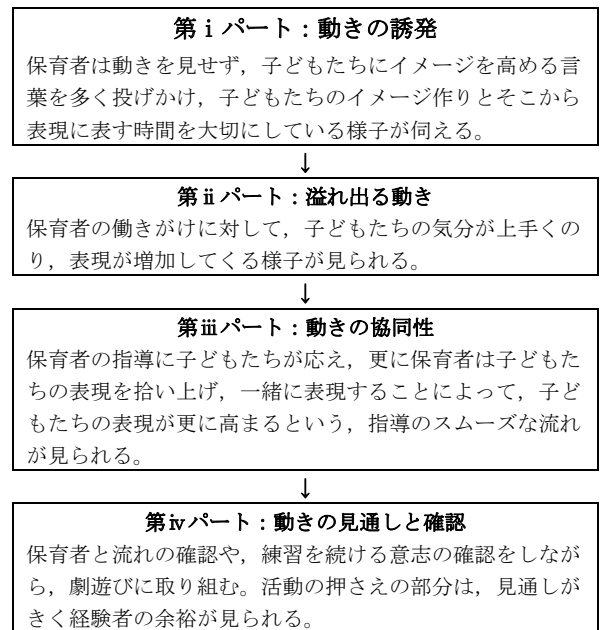 第ⅰパート：動きの誘発
保育者は動きを見せず，子どもたちにイメージを高める言
葉を多く投げかけ，子どもたちのイメージ作りとそこから
表現に表す時間を大切にしている様子が伺える。
↓
第ⅱパート：溢れ出る動き
保育者の働きがけに対して，子どもたちの気分が上手くの
り，表現が増加してくる様子が見られる。
↓
第ⅲパート：動きの協同性
保育者の指導に子どもたちが応え，更に保育者は子どもた
ちの表現を拾い上げ，一緒に表現することによって，子ど
もたちの表現が更に高まるという，指導のスムーズな流れ
が見られる。
↓
第ⅳパート：動きの見通しと確認
保育者と流れの確認や，練習を続ける意志の確認をしなが
ら，劇遊びに取り組む。活動の押さえの部分は，見通しが
きく経験者の余裕が見られる。